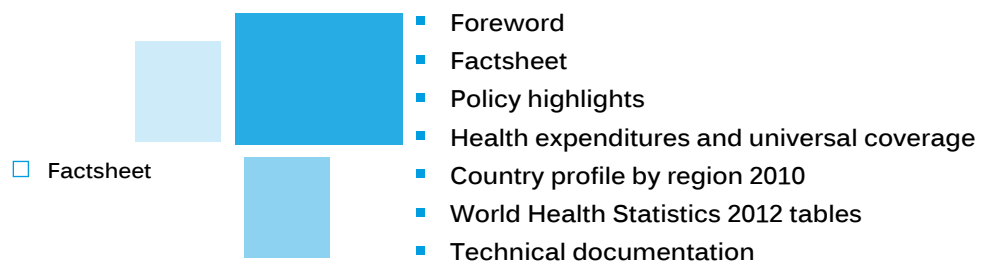 Foreword
Factsheet
Policy highlights
Health expenditures and universal coverage
Factsheet
Country profile by region 2010
World Health Statistics 2012 tables
Technical documentation